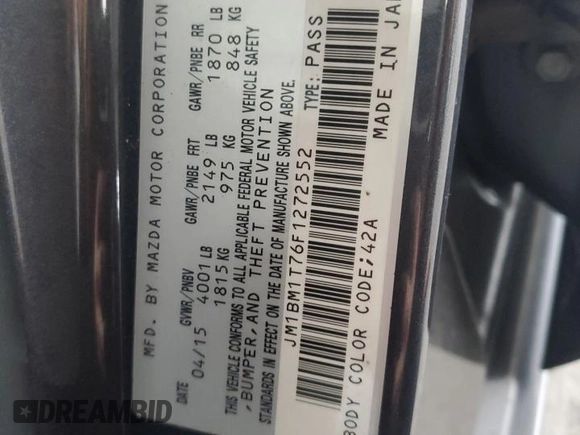 MFD. BY MAZDA MOTOR CORPORATION
DATE GVWR/PNBV GAWR/PNBE FRT GAWR/PNBE RR
04/15 4001 LB 2149 LB 1870 LB
1815 KG 975 KG 848 KG
THIS VEHICLE CONFORMS TO ALL APPLICABLE FEDERAL MOTOR VEHICLE SAFETY
,BUMPER,AND THEFT PREVENTION
STANDARDS IN EFFECT ON THE DATE OF MANUFACTURE SHOWN ABOVE.
JM1BM1T76F1272552 TYPE: PASS
BODY COLOR CODE;42A MADE IN JA
DREAMBID